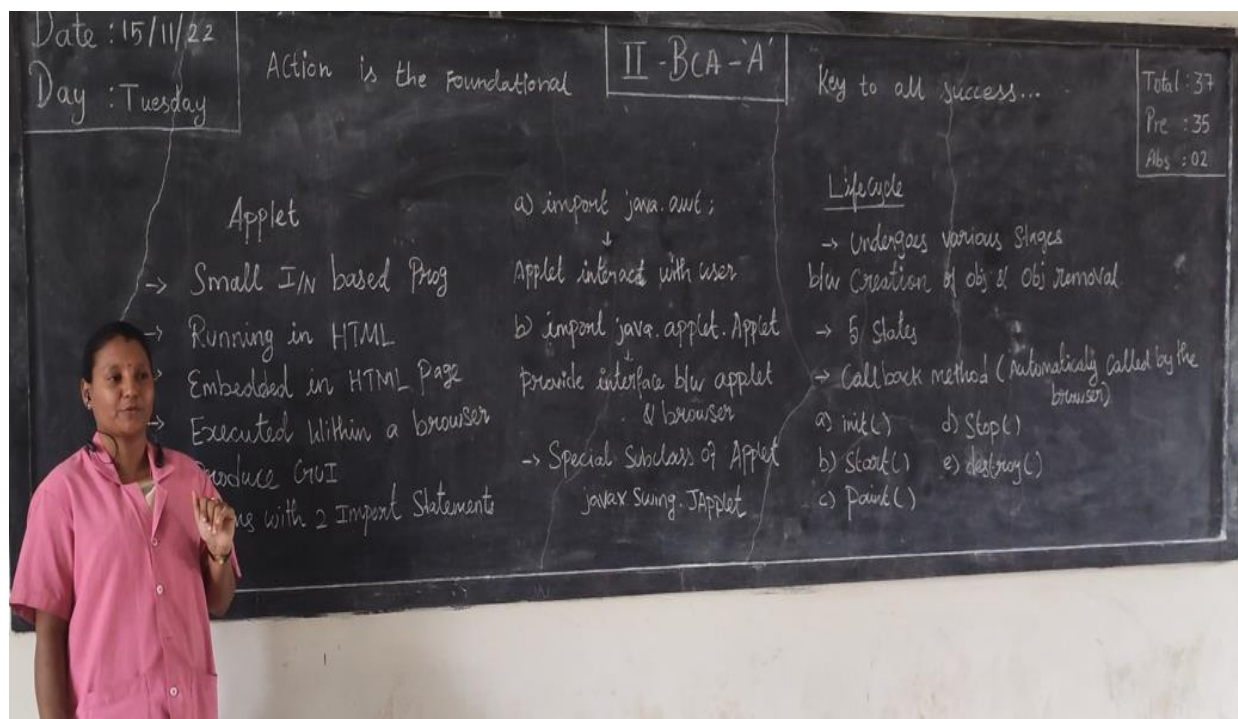 Date : 15/11/22
Day : Tuesday
Action is the Foundational
II - BCA - 'A'
Key to all success...
Total : 37
Pre : 35
Abs : 02
Applet
→ Small I/N based Prog
→ Running in HTML
→ Embedded in HTML Page
→ Executed Within a browser
Produce GUI
with 2 Import Statements
a) import java.awt ;
↓
Applet interact with user
b) import java.applet.Applet
↓
provide interface b/w applet
& browser
→ Special Subclass of Applet
javax.Swing.JApplet
Life Cycle
→ Undergoes various Stages
b/w Creation of obj & obj removal
→ 5 States
→ Call back method (Automatically Called by the
browser)
a) init() d) Stop()
b) Start() e) destroy()
c) Paint()